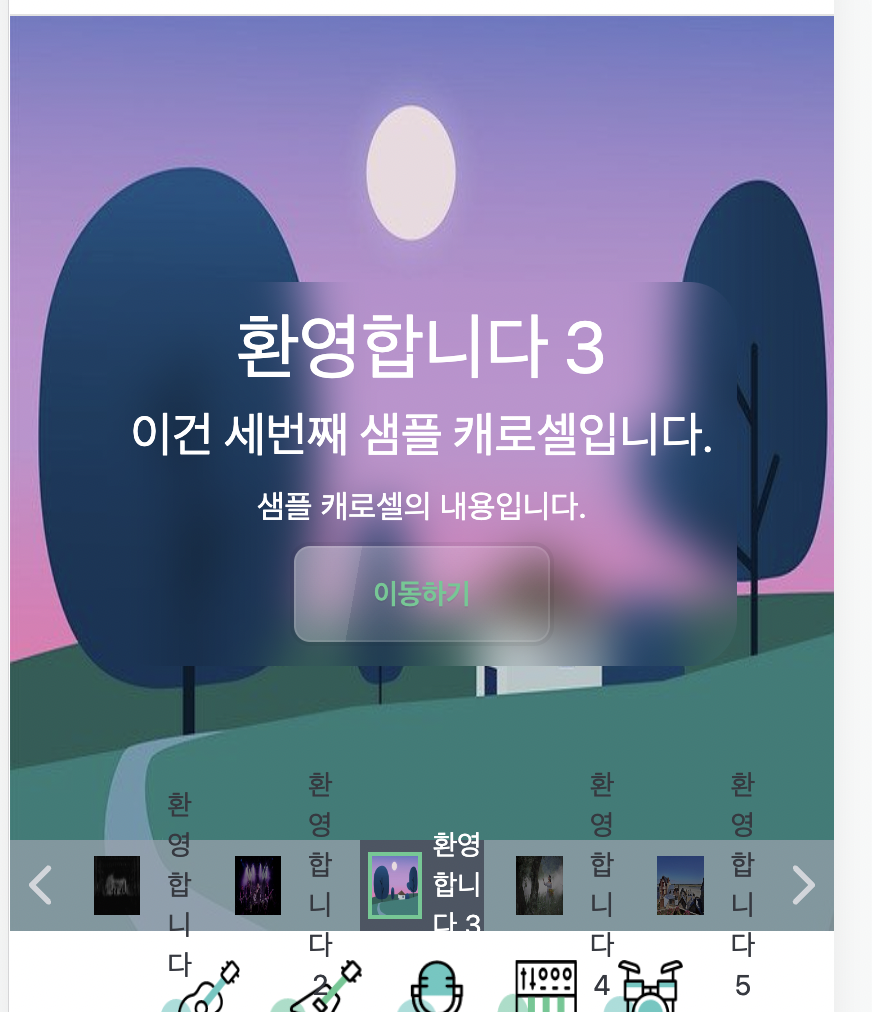 환영합니다 3
이건 세번째 샘플 캐로셀입니다.
샘플 캐로셀의 내용입니다.
이동하기
환
영
합
니
다
환
영
합
니
다
2
환영
합니
다 3
환
영
합
니
다
4
환
영
합
니
다
5